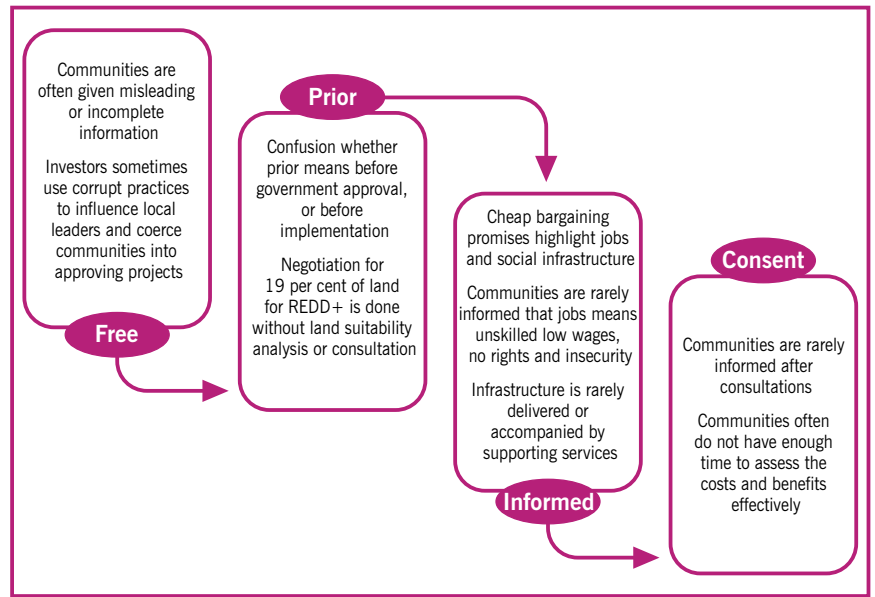 Communities are
often given misleading
or incomplete
information
Investors sometimes
use corrupt practices
to influence local
leaders and coerce
communities into
approving projects
Free
Prior
Confusion whether
prior means before
government approval,
or before
implementation
Negotiation for
19 per cent of land
for REDD+ is done
without land suitability
analysis or consultation
Cheap bargaining
promises highlight jobs
and social infrastructure
Communities are rarely
informed that jobs means
unskilled low wages,
no rights and insecurity
Infrastructure is rarely
delivered or
accompanied by
supporting services
Informed
Consent
Communities are rarely
informed after
consultations
Communities often
do not have enough
time to assess the
costs and benefits
effectively